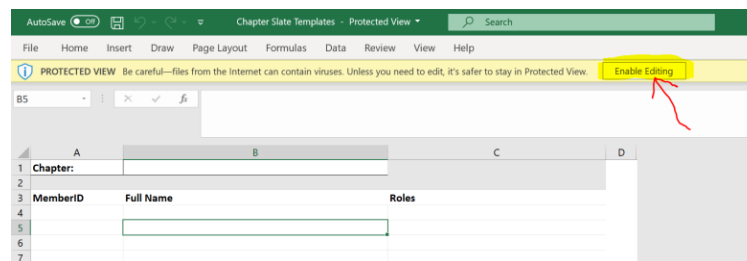 AutoSave Off Chapter Slate Templates - Protected View Search
File Home Insert Draw Page Layout Formulas Data Review View Help
PROTECTED VIEW Be careful—files from the Internet can contain viruses. Unless you need to edit, it's safer to stay in Protected View. Enable Editing
B5 fx
A B C D
1 Chapter:
2
3 MemberID Full Name Roles
4
5
6
7